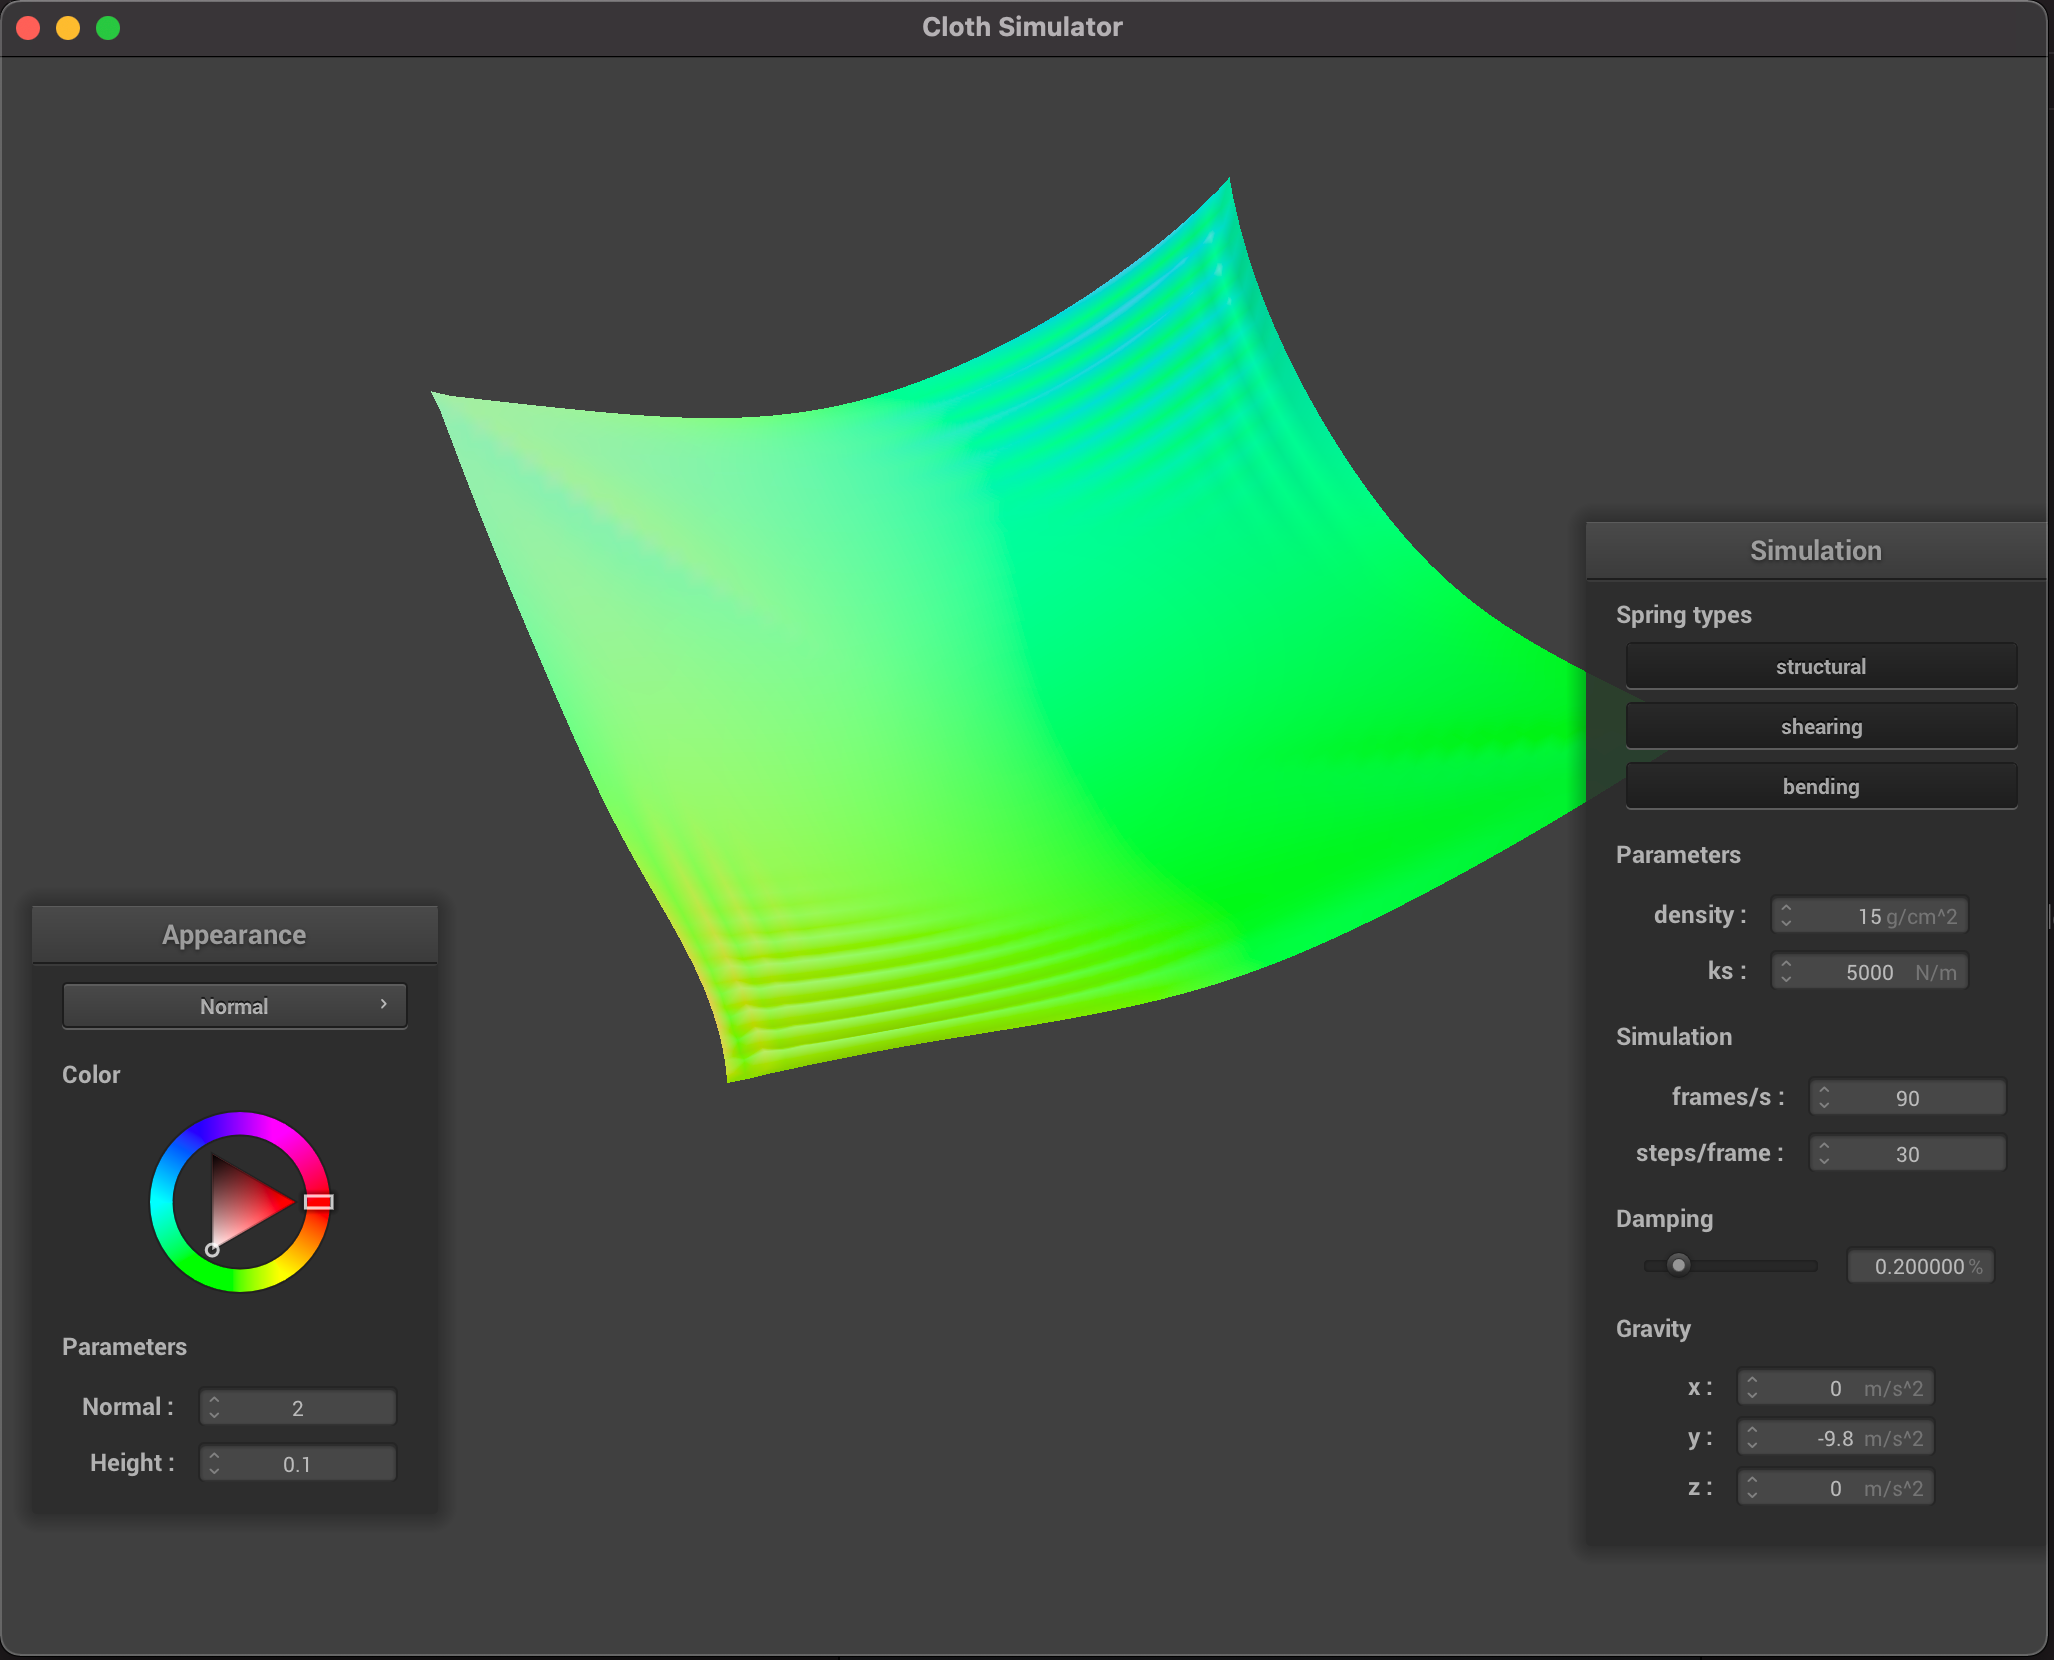 Cloth Simulator
Simulation
Spring types
structural
shearing
bending
Parameters
density : 15 g/cm^2
ks : 5000 N/m
Simulation
frames/s : 90
steps/frame : 30
Damping
0.200000 %
Gravity
x : 0 m/s^2
y : -9.8 m/s^2
z : 0 m/s^2
Appearance
Normal
Color
Parameters
Normal : 2
Height : 0.1